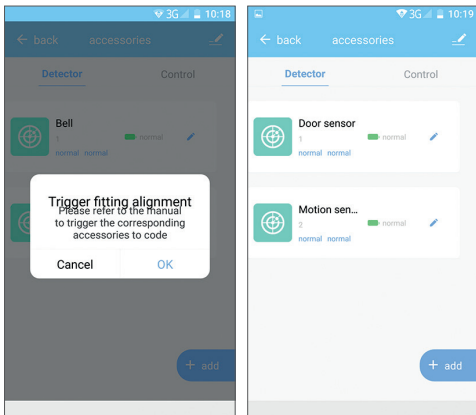 3G 10:18
← back accessories
Detector Control
Bell
1 normal
normal normal
Trigger fitting alignment
Please refer to the manual
to trigger the corresponding
accessories to code
Cancel OK
+ add
3G 10:19
← back accessories
Detector Control
Door sensor
1 normal
normal normal
Motion sen...
2 normal
normal normal
+ add